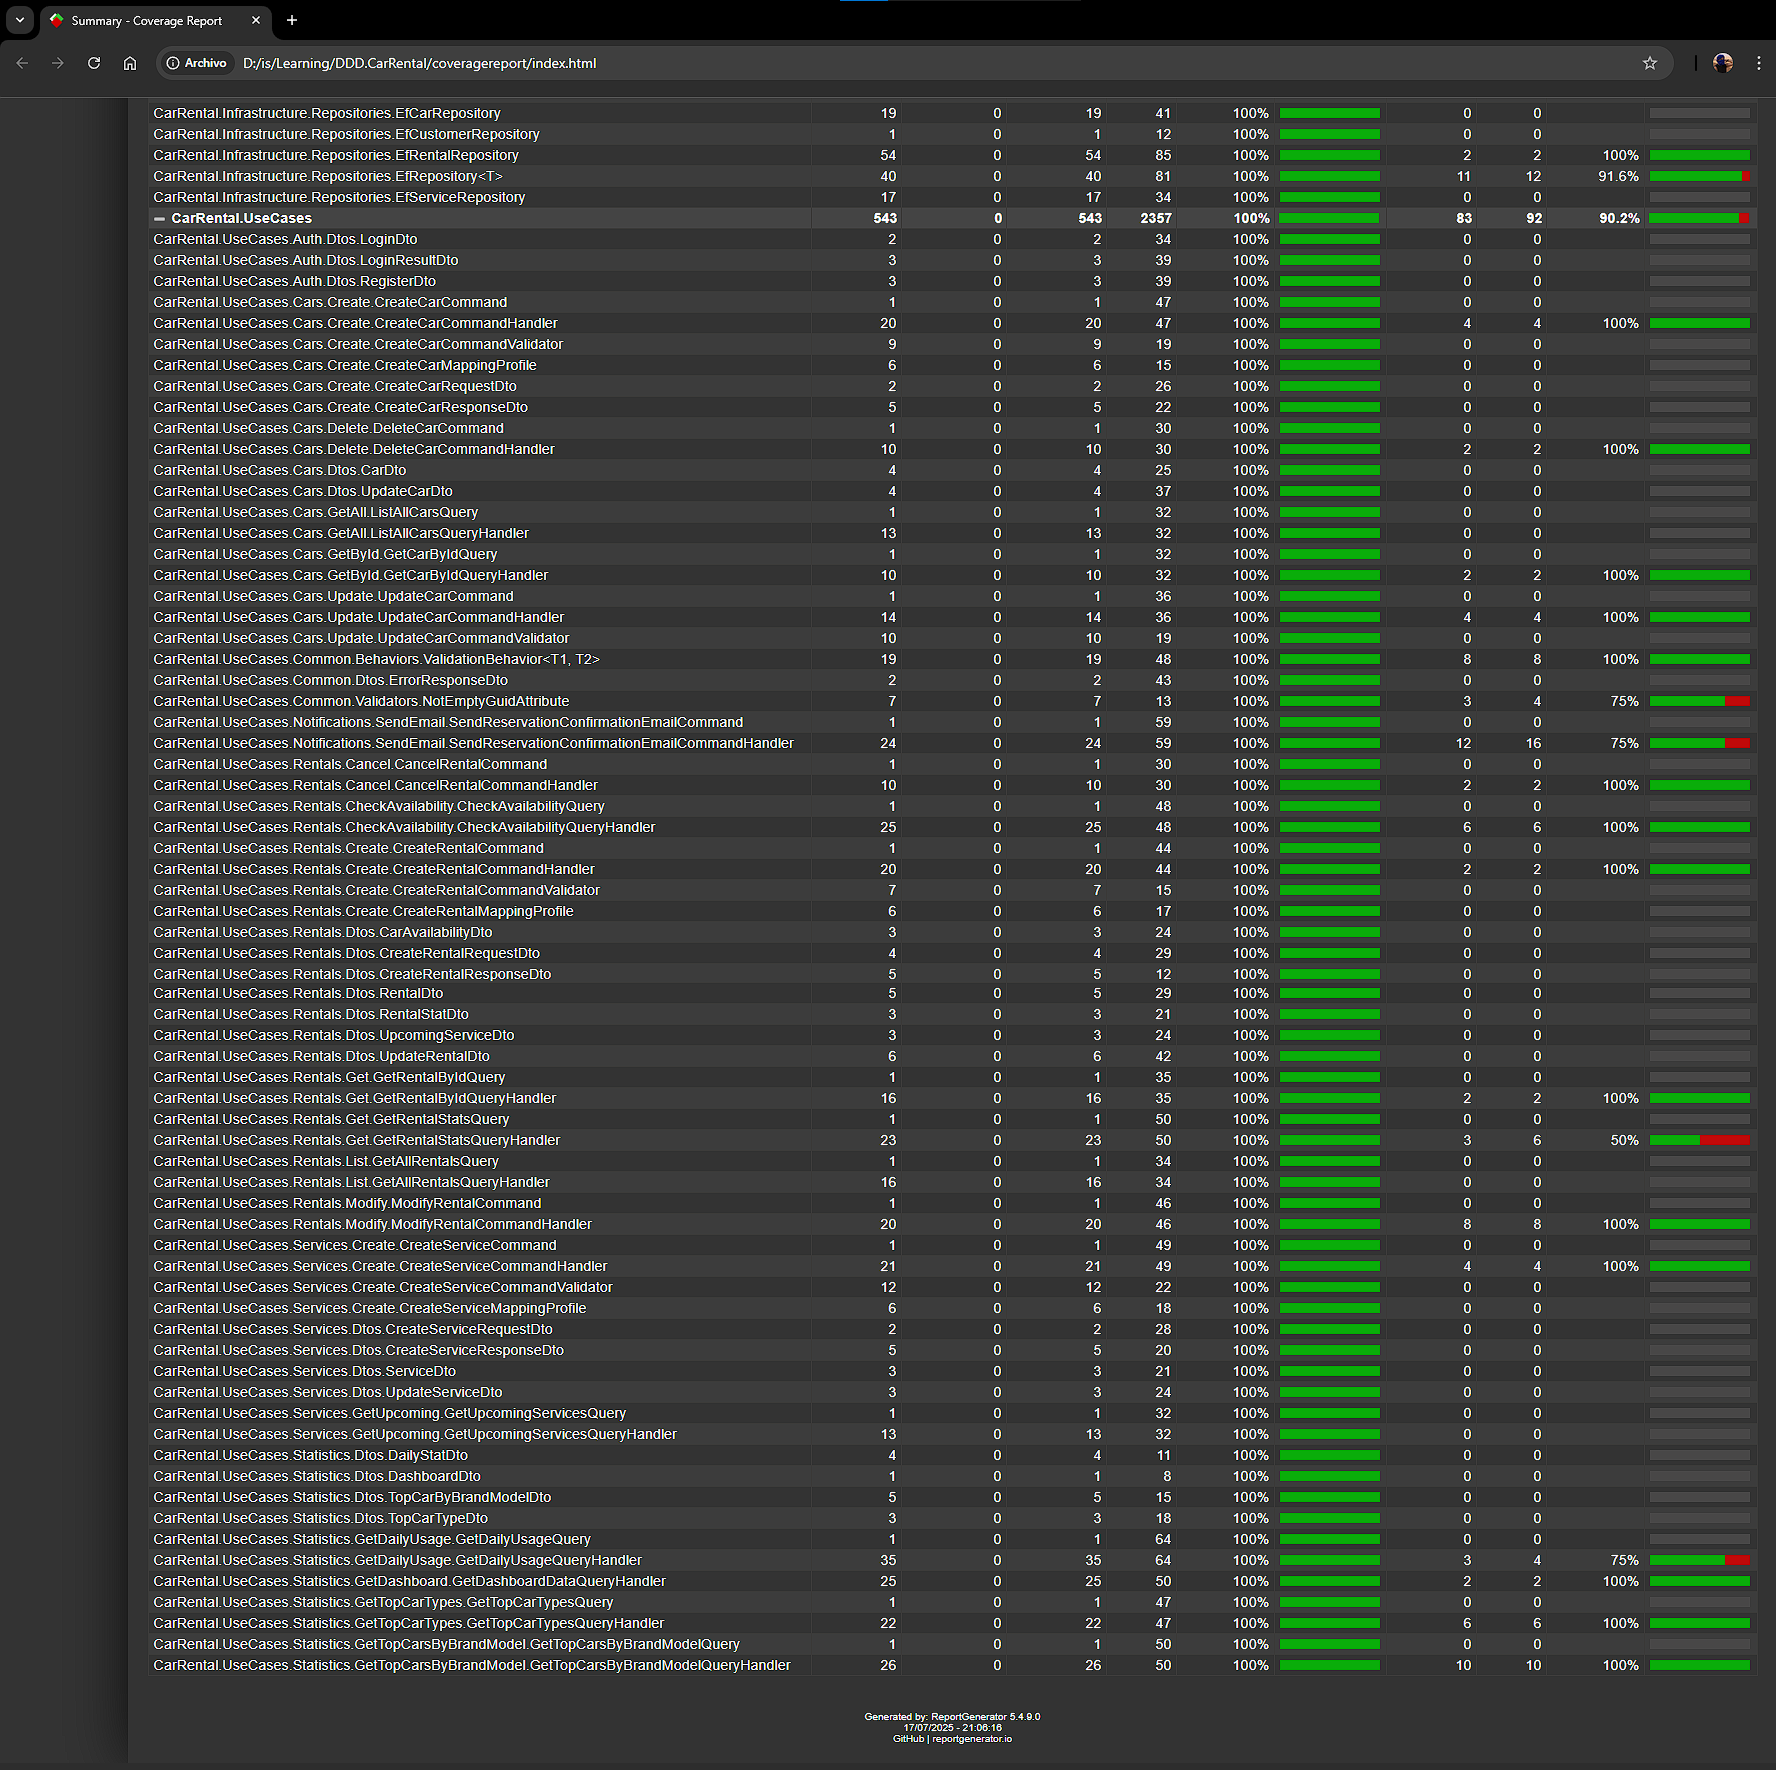 Summary - Coverage Report
Archivo D:/is/Learning/DDD.CarRental/coveragereport/index.html
CarRental.Infrastructure.Repositories.EfCarRepository 19 0 19 41 100% 0 0
CarRental.Infrastructure.Repositories.EfCustomerRepository 1 0 1 12 100% 0 0
CarRental.Infrastructure.Repositories.EfRentalRepository 54 0 54 85 100% 2 2 100%
CarRental.Infrastructure.Repositories.EfRepository<T> 40 0 40 81 100% 11 12 91.6%
CarRental.Infrastructure.Repositories.EfServiceRepository 17 0 17 34 100% 0 0
CarRental.UseCases 543 0 543 2357 100% 83 92 90.2%
CarRental.UseCases.Auth.Dtos.LoginDto 2 0 2 34 100% 0 0
CarRental.UseCases.Auth.Dtos.LoginResultDto 3 0 3 39 100% 0 0
CarRental.UseCases.Auth.Dtos.RegisterDto 3 0 3 39 100% 0 0
CarRental.UseCases.Cars.Create.CreateCarCommand 1 0 1 47 100% 0 0
CarRental.UseCases.Cars.Create.CreateCarCommandHandler 20 0 20 47 100% 4 4 100%
CarRental.UseCases.Cars.Create.CreateCarCommandValidator 9 0 9 19 100% 0 0
CarRental.UseCases.Cars.Create.CreateCarMappingProfile 6 0 6 15 100% 0 0
CarRental.UseCases.Cars.Create.CreateCarRequestDto 2 0 2 26 100% 0 0
CarRental.UseCases.Cars.Create.CreateCarResponseDto 5 0 5 22 100% 0 0
CarRental.UseCases.Cars.Delete.DeleteCarCommand 1 0 1 30 100% 0 0
CarRental.UseCases.Cars.Delete.DeleteCarCommandHandler 10 0 10 30 100% 2 2 100%
CarRental.UseCases.Cars.Dtos.CarDto 4 0 4 25 100% 0 0
CarRental.UseCases.Cars.Dtos.UpdateCarDto 4 0 4 37 100% 0 0
CarRental.UseCases.Cars.GetAll.ListAllCarsQuery 1 0 1 32 100% 0 0
CarRental.UseCases.Cars.GetAll.ListAllCarsQueryHandler 13 0 13 32 100% 0 0
CarRental.UseCases.Cars.GetById.GetCarByIdQuery 1 0 1 32 100% 0 0
CarRental.UseCases.Cars.GetById.GetCarByIdQueryHandler 10 0 10 32 100% 2 2 100%
CarRental.UseCases.Cars.Update.UpdateCarCommand 1 0 1 36 100% 0 0
CarRental.UseCases.Cars.Update.UpdateCarCommandHandler 14 0 14 36 100% 4 4 100%
CarRental.UseCases.Cars.Update.UpdateCarCommandValidator 10 0 10 19 100% 0 0
CarRental.UseCases.Common.Behaviors.ValidationBehavior<T1, T2> 19 0 19 48 100% 8 8 100%
CarRental.UseCases.Common.Dtos.ErrorResponseDto 2 0 2 43 100% 0 0
CarRental.UseCases.Common.Validators.NotEmptyGuidAttribute 7 0 7 13 100% 3 4 75%
CarRental.UseCases.Notifications.SendEmail.SendReservationConfirmationEmailCommand 1 0 1 59 100% 0 0
CarRental.UseCases.Notifications.SendEmail.SendReservationConfirmationEmailCommandHandler 24 0 24 59 100% 12 16 75%
CarRental.UseCases.Rentals.Cancel.CancelRentalCommand 1 0 1 30 100% 0 0
CarRental.UseCases.Rentals.Cancel.CancelRentalCommandHandler 10 0 10 30 100% 2 2 100%
CarRental.UseCases.Rentals.CheckAvailability.CheckAvailabilityQuery 1 0 1 48 100% 0 0
CarRental.UseCases.Rentals.CheckAvailability.CheckAvailabilityQueryHandler 25 0 25 48 100% 6 6 100%
CarRental.UseCases.Rentals.Create.CreateRentalCommand 1 0 1 44 100% 0 0
CarRental.UseCases.Rentals.Create.CreateRentalCommandHandler 20 0 20 44 100% 2 2 100%
CarRental.UseCases.Rentals.Create.CreateRentalCommandValidator 7 0 7 15 100% 0 0
CarRental.UseCases.Rentals.Create.CreateRentalMappingProfile 6 0 6 17 100% 0 0
CarRental.UseCases.Rentals.Dtos.CarAvailabilityDto 3 0 3 24 100% 0 0
CarRental.UseCases.Rentals.Dtos.CreateRentalRequestDto 4 0 4 29 100% 0 0
CarRental.UseCases.Rentals.Dtos.CreateRentalResponseDto 5 0 5 12 100% 0 0
CarRental.UseCases.Rentals.Dtos.RentalDto 5 0 5 29 100% 0 0
CarRental.UseCases.Rentals.Dtos.RentalStatDto 3 0 3 21 100% 0 0
CarRental.UseCases.Rentals.Dtos.UpcomingServiceDto 3 0 3 24 100% 0 0
CarRental.UseCases.Rentals.Dtos.UpdateRentalDto 6 0 6 42 100% 0 0
CarRental.UseCases.Rentals.Get.GetRentalByIdQuery 1 0 1 35 100% 0 0
CarRental.UseCases.Rentals.Get.GetRentalByIdQueryHandler 16 0 16 35 100% 2 2 100%
CarRental.UseCases.Rentals.Get.GetRentalStatsQuery 1 0 1 50 100% 0 0
CarRental.UseCases.Rentals.Get.GetRentalStatsQueryHandler 23 0 23 50 100% 3 6 50%
CarRental.UseCases.Rentals.List.GetAllRentalsQuery 1 0 1 34 100% 0 0
CarRental.UseCases.Rentals.List.GetAllRentalsQueryHandler 16 0 16 34 100% 0 0
CarRental.UseCases.Rentals.Modify.ModifyRentalCommand 1 0 1 46 100% 0 0
CarRental.UseCases.Rentals.Modify.ModifyRentalCommandHandler 20 0 20 46 100% 8 8 100%
CarRental.UseCases.Services.Create.CreateServiceCommand 1 0 1 49 100% 0 0
CarRental.UseCases.Services.Create.CreateServiceCommandHandler 21 0 21 49 100% 4 4 100%
CarRental.UseCases.Services.Create.CreateServiceCommandValidator 12 0 12 22 100% 0 0
CarRental.UseCases.Services.Create.CreateServiceMappingProfile 6 0 6 18 100% 0 0
CarRental.UseCases.Services.Dtos.CreateServiceRequestDto 2 0 2 28 100% 0 0
CarRental.UseCases.Services.Dtos.CreateServiceResponseDto 5 0 5 20 100% 0 0
CarRental.UseCases.Services.Dtos.ServiceDto 3 0 3 21 100% 0 0
CarRental.UseCases.Services.Dtos.UpdateServiceDto 3 0 3 24 100% 0 0
CarRental.UseCases.Services.GetUpcoming.GetUpcomingServicesQuery 1 0 1 32 100% 0 0
CarRental.UseCases.Services.GetUpcoming.GetUpcomingServicesQueryHandler 13 0 13 32 100% 0 0
CarRental.UseCases.Statistics.Dtos.DailyStatDto 4 0 4 11 100% 0 0
CarRental.UseCases.Statistics.Dtos.DashboardDto 1 0 1 8 100% 0 0
CarRental.UseCases.Statistics.Dtos.TopCarByBrandModelDto 5 0 5 15 100% 0 0
CarRental.UseCases.Statistics.Dtos.TopCarTypeDto 3 0 3 18 100% 0 0
CarRental.UseCases.Statistics.GetDailyUsage.GetDailyUsageQuery 1 0 1 64 100% 0 0
CarRental.UseCases.Statistics.GetDailyUsage.GetDailyUsageQueryHandler 35 0 35 64 100% 3 4 75%
CarRental.UseCases.Statistics.GetDashboard.GetDashboardDataQueryHandler 25 0 25 50 100% 2 2 100%
CarRental.UseCases.Statistics.GetTopCarTypes.GetTopCarTypesQuery 1 0 1 47 100% 0 0
CarRental.UseCases.Statistics.GetTopCarTypes.GetTopCarTypesQueryHandler 22 0 22 47 100% 6 6 100%
CarRental.UseCases.Statistics.GetTopCarsByBrandModel.GetTopCarsByBrandModelQuery 1 0 1 50 100% 0 0
CarRental.UseCases.Statistics.GetTopCarsByBrandModel.GetTopCarsByBrandModelQueryHandler 26 0 26 50 100% 10 10 100%
Generated by: ReportGenerator 5.4.9.0
17/07/2025 - 21:06:16
GitHub | reportgenerator.io